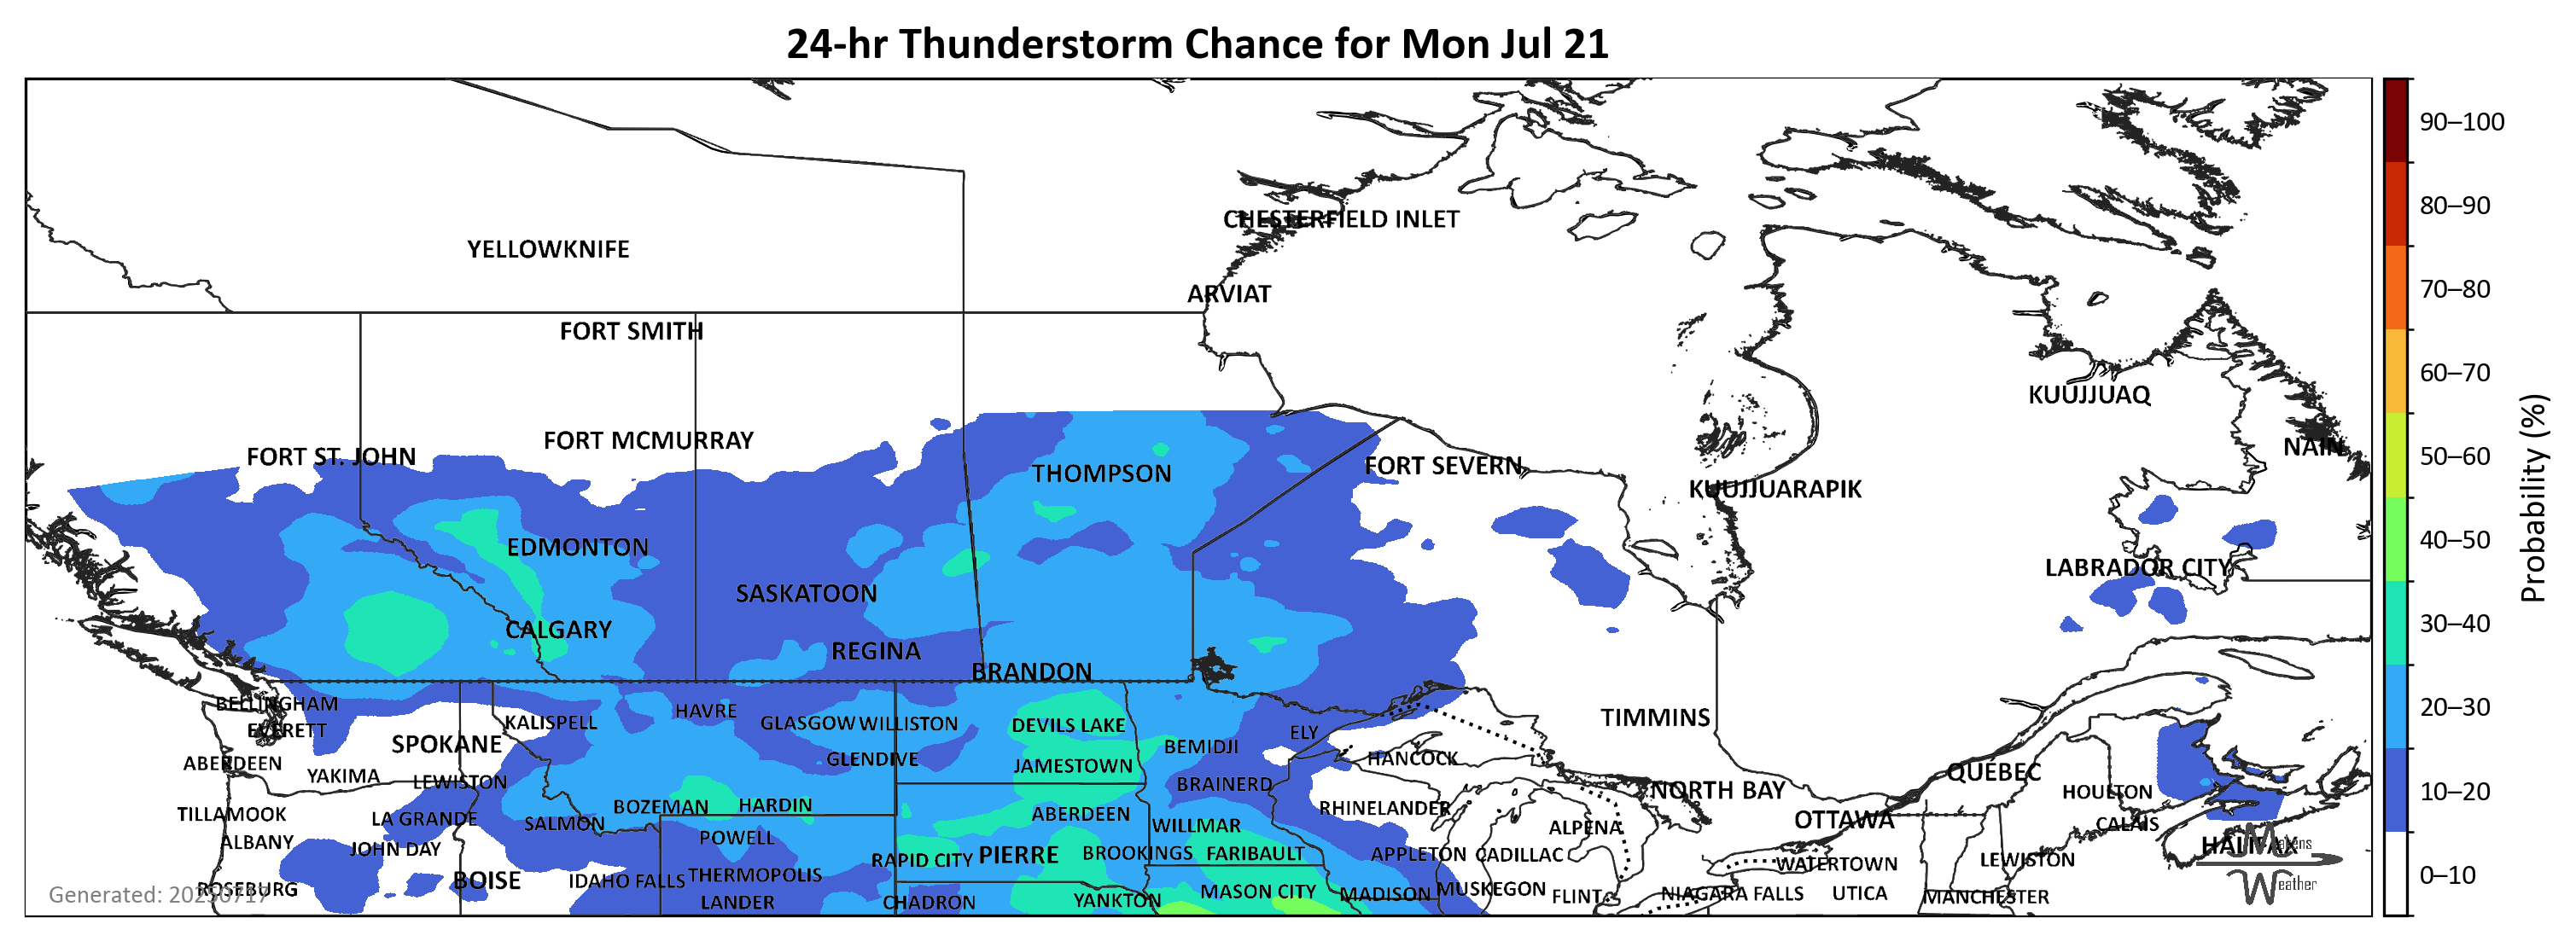 24-hr Thunderstorm Chance for Mon Jul 21
90–100
80–90
70–80
60–70
50–60
40–50
30–40
20–30
10–20
0–10
Probability (%)
CHESTERFIELD INLET
YELLOWKNIFE
ARVIAT
FORT SMITH
KUUJJUAQ
FORT MCMURRAY
NAIN
FORT ST. JOHN
FORT SEVERN
THOMPSON
KUUJJUARAPIK
EDMONTON
LABRADOR CITY
SASKATOON
CALGARY
REGINA
BRANDON
BELLINGHAM
HAVRE
TIMMINS
KALISPELL
GLASGOW
WILLISTON
DEVILS LAKE
EVERETT
ELY
SPOKANE
BEMIDJI
ABERDEEN
GLENDIVE
JAMESTOWN
HANCOCK
YAKIMA
LEWISTON
BRAINERD
NORTH BAY
QUÉBEC
HOULTON
BOZEMAN
HARDIN
RHINELANDER
TILLAMOOK
LA GRANDE
SALMON
ABERDEEN
WILLMAR
ALPENA
OTTAWA
CALAIS
ALBANY
JOHN DAY
POWELL
RAPID CITY
PIERRE
BROOKINGS
FARIBAULT
APPLETON
CADILLAC
WATERTOWN
LEWISTON
HALIFAX
Makens
Weather
ROSEBURG
BOISE
IDAHO FALLS
THERMOPOLIS
LANDER
CHADRON
YANKTON
MASON CITY
MADISON
MUSKEGON
FLINT
NIAGARA FALLS
UTICA
MANCHESTER
Generated: 20250717